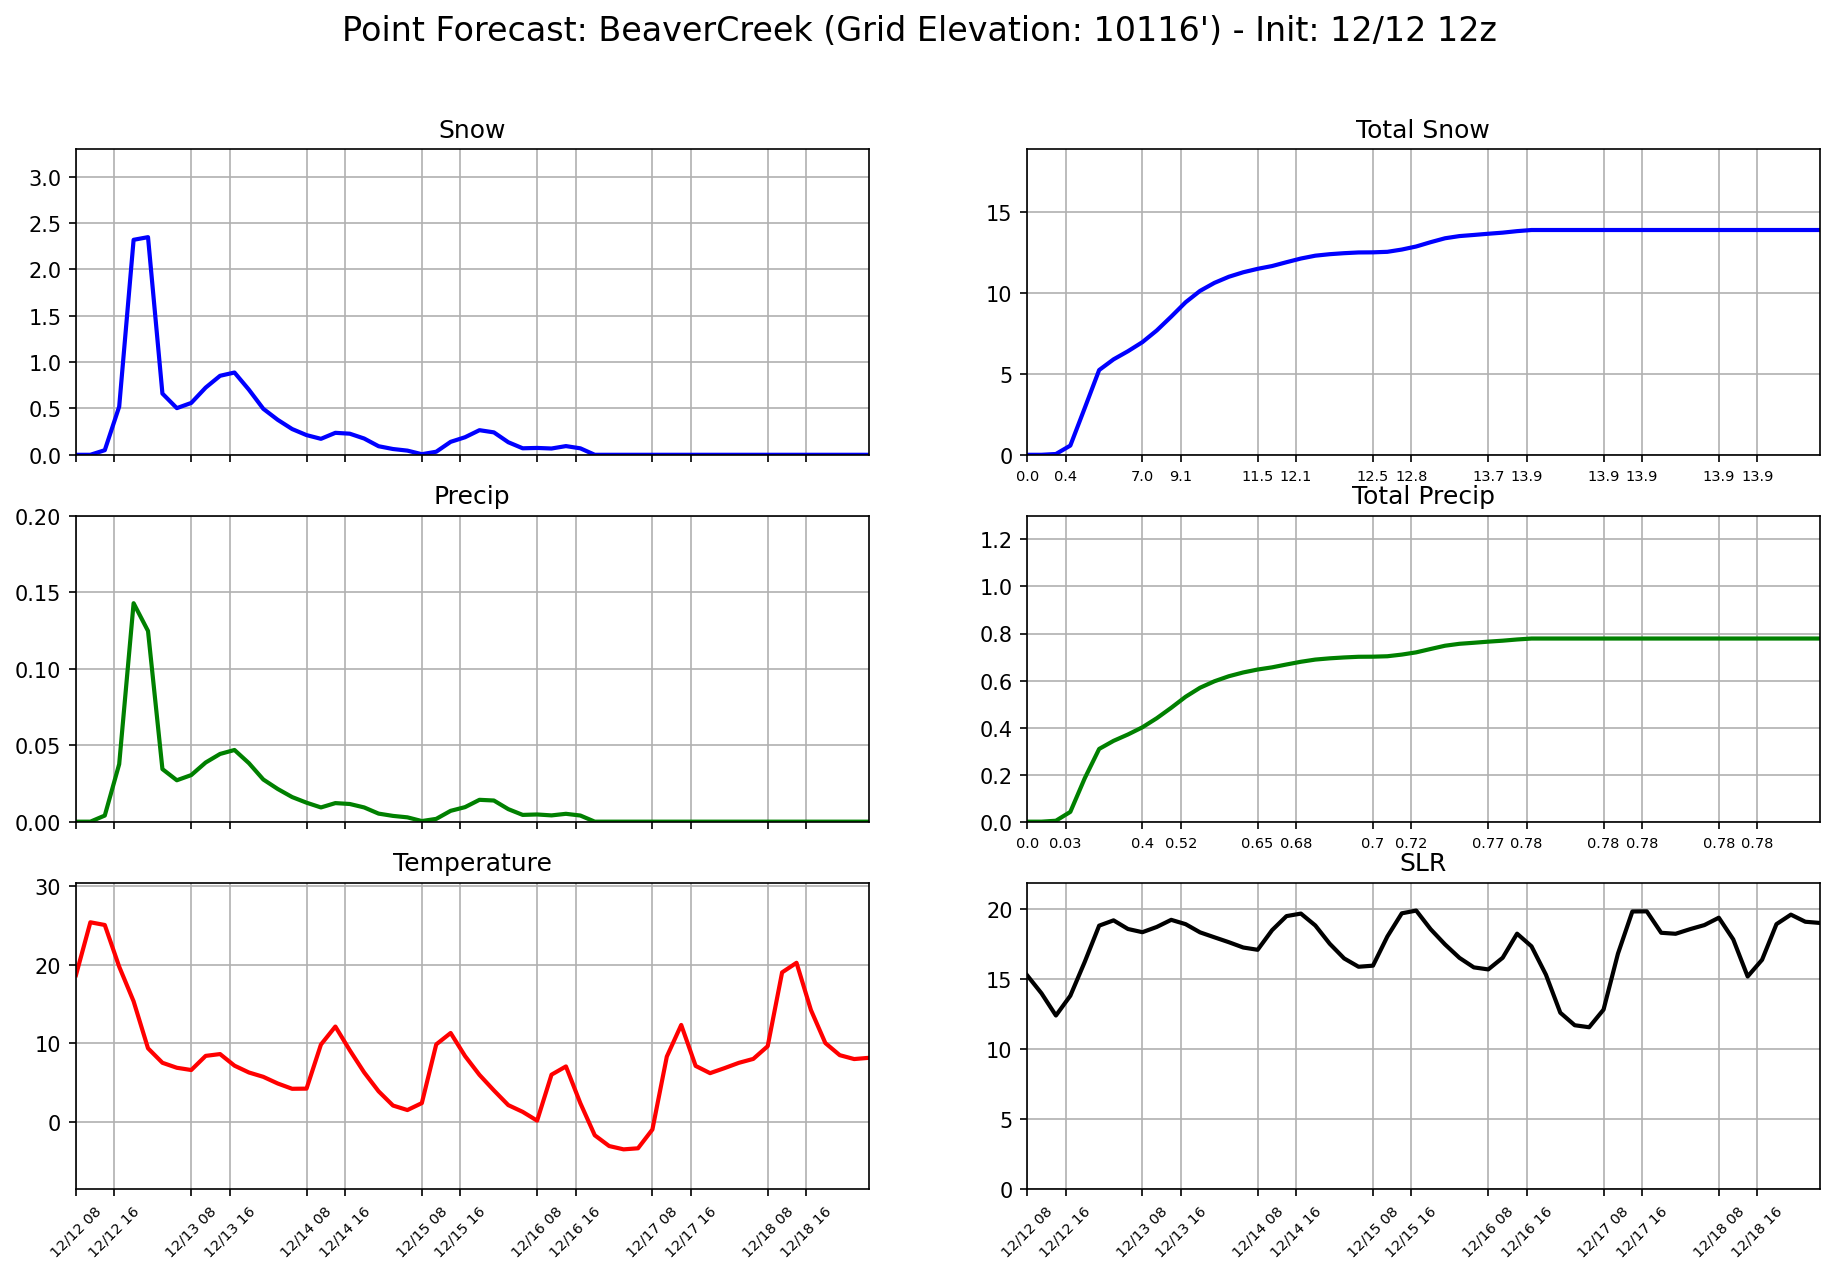 Point Forecast: BeaverCreek (Grid Elevation: 10116') - Init: 12/12 12z
Snow
3.0
2.5
2.0
1.5
1.0
0.5
0.0
Total Snow
15
10
5
0
0.0 0.4 7.0 9.1 11.5 12.1 12.5 12.8 13.7 13.9 13.9 13.9 13.9 13.9
Precip
0.20
0.15
0.10
0.05
0.00
Total Precip
1.2
1.0
0.8
0.6
0.4
0.2
0.0
0.0 0.03 0.4 0.52 0.65 0.68 0.7 0.72 0.77 0.78 0.78 0.78 0.78 0.78
Temperature
30
20
10
0
12/12 08 12/12 16 12/13 08 12/13 16 12/14 08 12/14 16 12/15 08 12/15 16 12/16 08 12/16 16 12/17 08 12/17 16 12/18 08 12/18 16
SLR
20
15
10
5
0
12/12 08 12/12 16 12/13 08 12/13 16 12/14 08 12/14 16 12/15 08 12/15 16 12/16 08 12/16 16 12/17 08 12/17 16 12/18 08 12/18 16